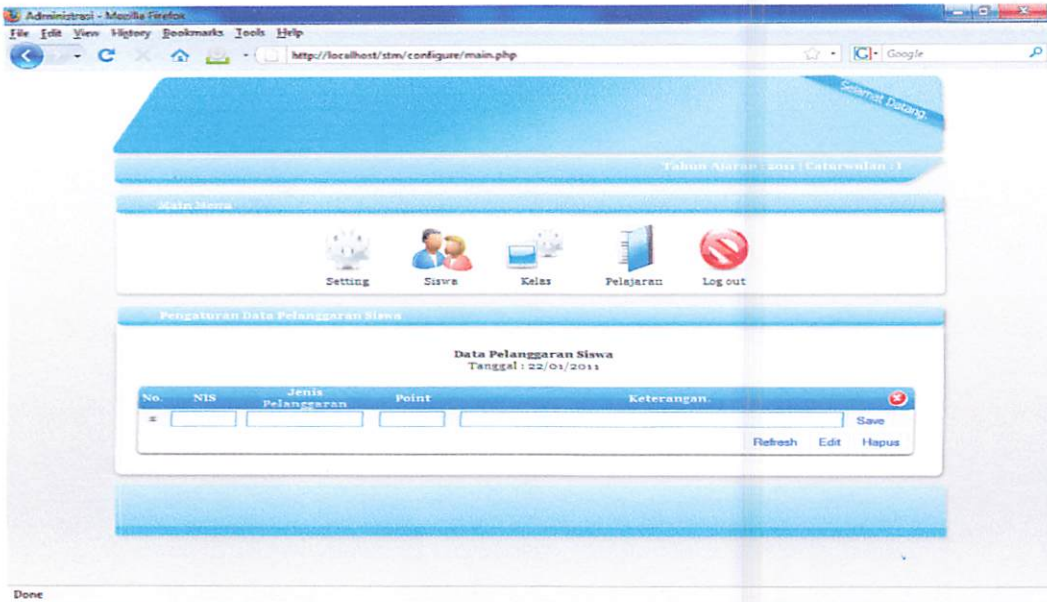 Administrasi - Mozilla Firefox
File Edit View History Bookmarks Tools Help
http://localhost/stm/configure/main.php
Google
Selamat Datang,
Tahun Ajaran : 2011 | Caturwulan : 1
Main Menu
Setting Siswa Kelas Pelajaran Log out
Pengaturan Data Pelanggaran Siswa
Data Pelanggaran Siswa
Tanggal : 22/01/2011
No. NIS Jenis Pelanggaran Point Keterangan.
Save
Refresh Edit Hapus
Done